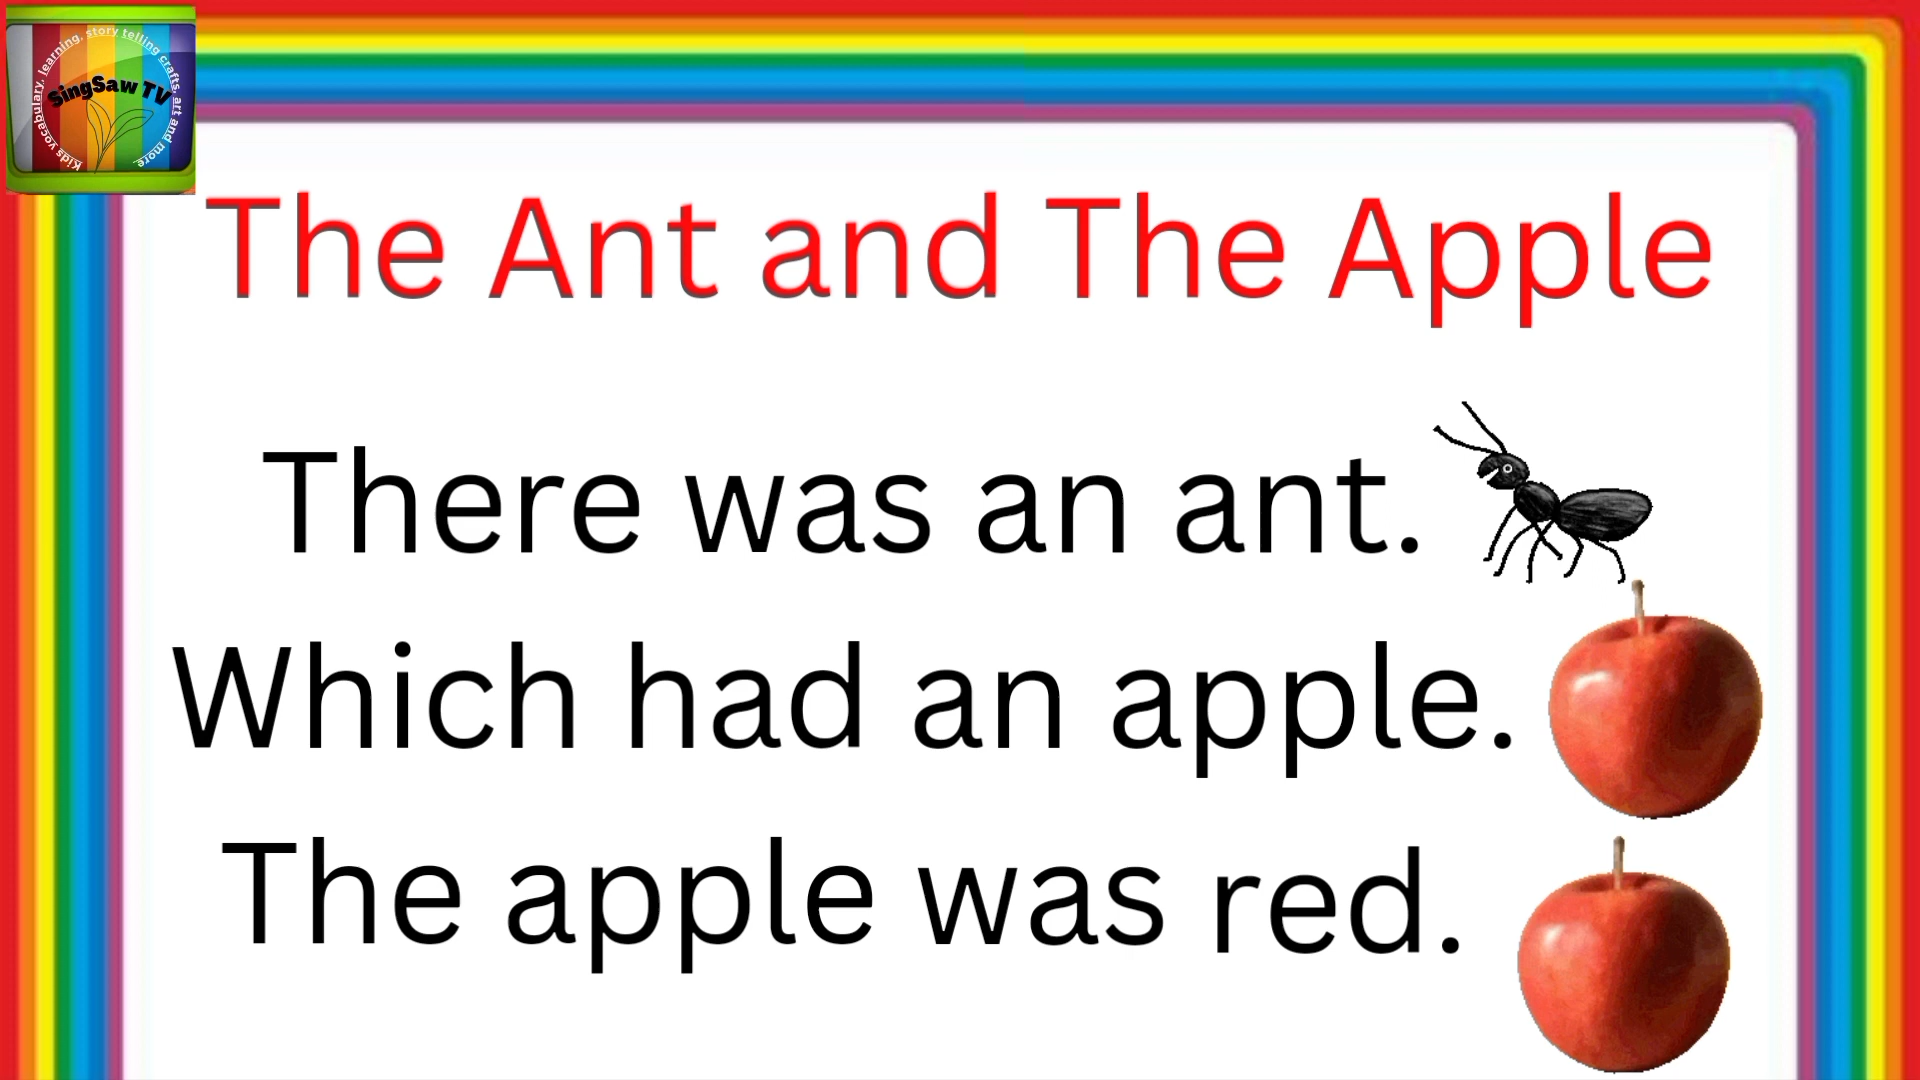 SingSaw TV
Kids vocabulary, learning, story telling crafts, art and more
The Ant and The Apple
There was an ant.
Which had an apple.
The apple was red.